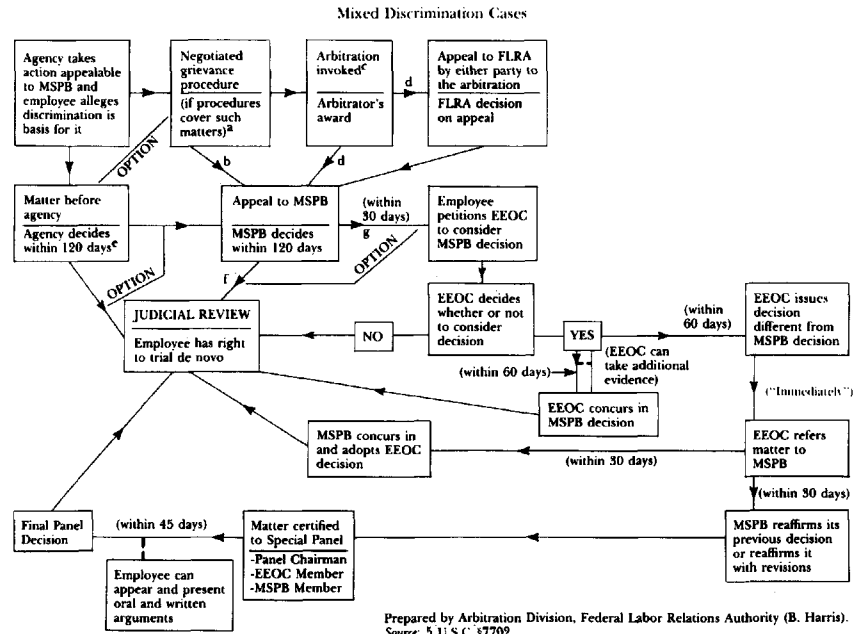 Mixed Discrimination Cases
Agency takes
action appealable
to MSPB and
employee alleges
discrimination is
basis for it
Negotiated
grievance
procedure
(if procedures
cover such
matters)a
Arbitration
invokedc
Arbitrator's
award
d
Appeal to FLRA
by either party to
the arbitration
FLRA decision
on appeal
OPTION
b
d
Matter before
agency
Agency decides
within 120 dayse
Appeal to MSPB
MSPB decides
within 120 days
(within
30 days)
g
Employee
petitions EEOC
to consider
MSPB decision
OPTION
f
OPTION
JUDICIAL REVIEW
Employee has right
to trial de novo
NO
EEOC decides
whether or not
to consider
decision
YES
(within
60 days)
EEOC issues
decision
different from
MSPB decision
(within 60 days)
(EEOC can
take additional
evidence)
("Immediately")
EEOC concurs in
MSPB decision
MSPB concurs in
and adopts EEOC
decision
(within 30 days)
EEOC refers
matter to
MSPB
(within 30 days)
Final Panel
Decision
(within 45 days)
Matter certified
to Special Panel
-Panel Chairman
-EEOC Member
-MSPB Member
MSPB reaffirms its
previous decision
or reaffirms it
with revisions
Employee can
appear and present
oral and written
arguments
Prepared by Arbitration Division, Federal Labor Relations Authority (B. Harris).
Source: 5 U.S.C. §7702